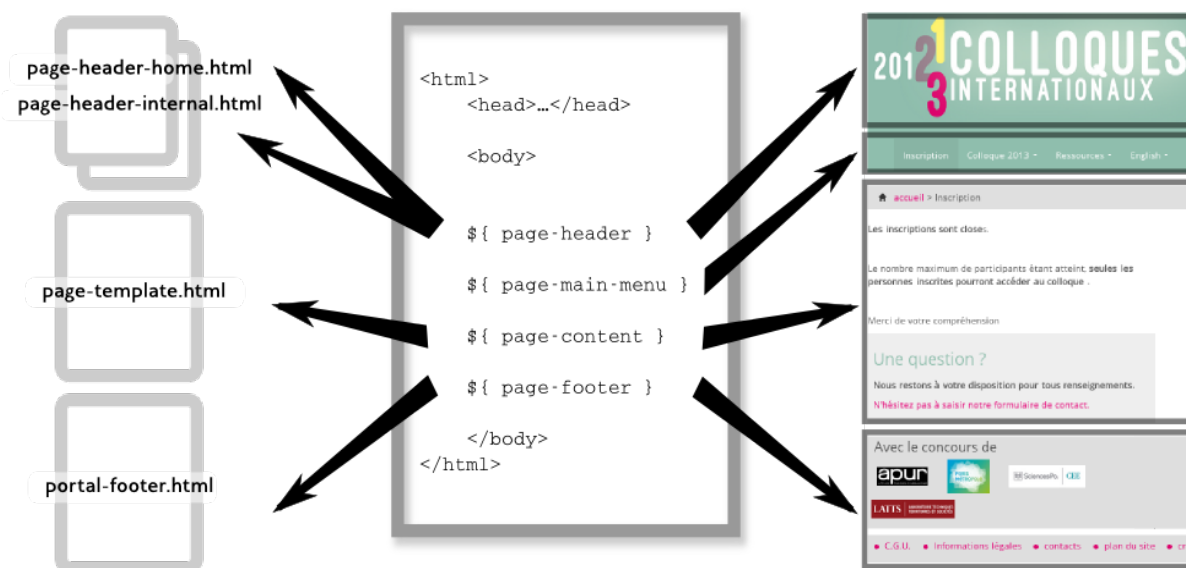 page-header-home.html
page-header-internal.html
page-template.html
portal-footer.html
<html>
<head>…</head>
<body>
${ page-header }
${ page-main-menu }
${ page-content }
${ page-footer }
</body>
</html>
2012 COLLOQUES
13 INTERNATIONAUX
Inscription Colloque 2013 Ressources English
accueil > Inscription
Les inscriptions sont closes.
Le nombre maximum de participants étant atteint, seules les
personnes inscrites pourront accéder au colloque .
Merci de votre compréhension
Une question ?
Nous restons à votre disposition pour tous renseignements.
N'hésitez pas à saisir notre formulaire de contact.
Avec le concours de
apur
SciencesPo. CEE
LATTS
C.G.U. Informations légales contacts plan du site